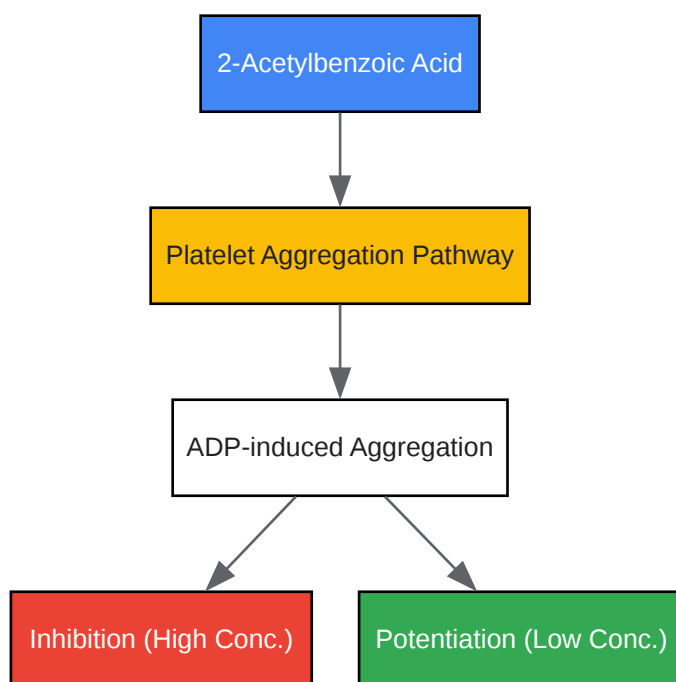 2-Acetylbenzoic Acid
Platelet Aggregation Pathway
ADP-induced Aggregation
Inhibition (High Conc.)
Potentiation (Low Conc.)